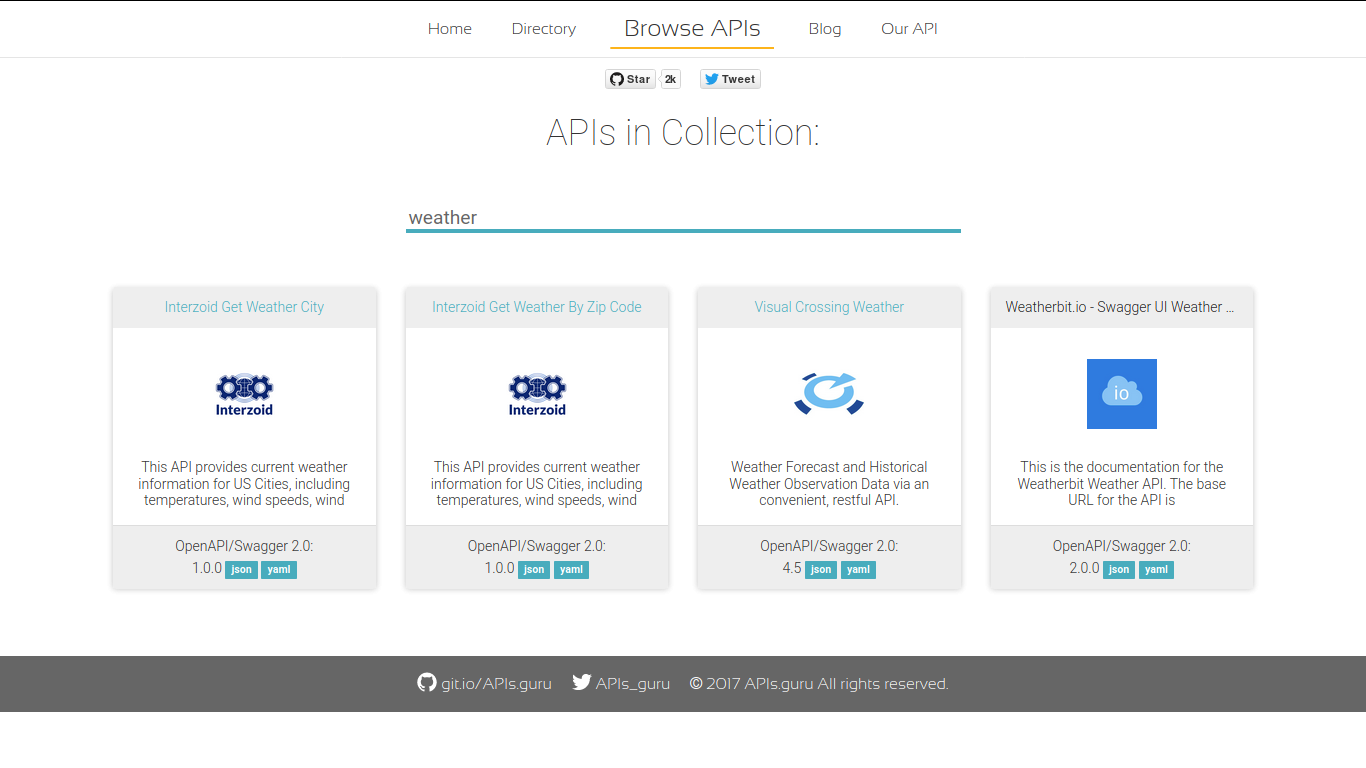 Home Directory Browse APIs Blog Our API
Star 2k Tweet
APIs in Collection:
weather
Interzoid Get Weather City
Interzoid
This API provides current weather
information for US Cities, including
temperatures, wind speeds, wind
OpenAPI/Swagger 2.0:
1.0.0 json yaml
Interzoid Get Weather By Zip Code
Interzoid
This API provides current weather
information for US Cities, including
temperatures, wind speeds, wind
OpenAPI/Swagger 2.0:
1.0.0 json yaml
Visual Crossing Weather
Weather Forecast and Historical
Weather Observation Data via an
convenient, restful API.
OpenAPI/Swagger 2.0:
4.5 json yaml
Weatherbit.io - Swagger UI Weather ...
io
This is the documentation for the
Weatherbit Weather API. The base
URL for the API is
OpenAPI/Swagger 2.0:
2.0.0 json yaml
git.io/APIs.guru APIs_guru © 2017 APIs.guru All rights reserved.